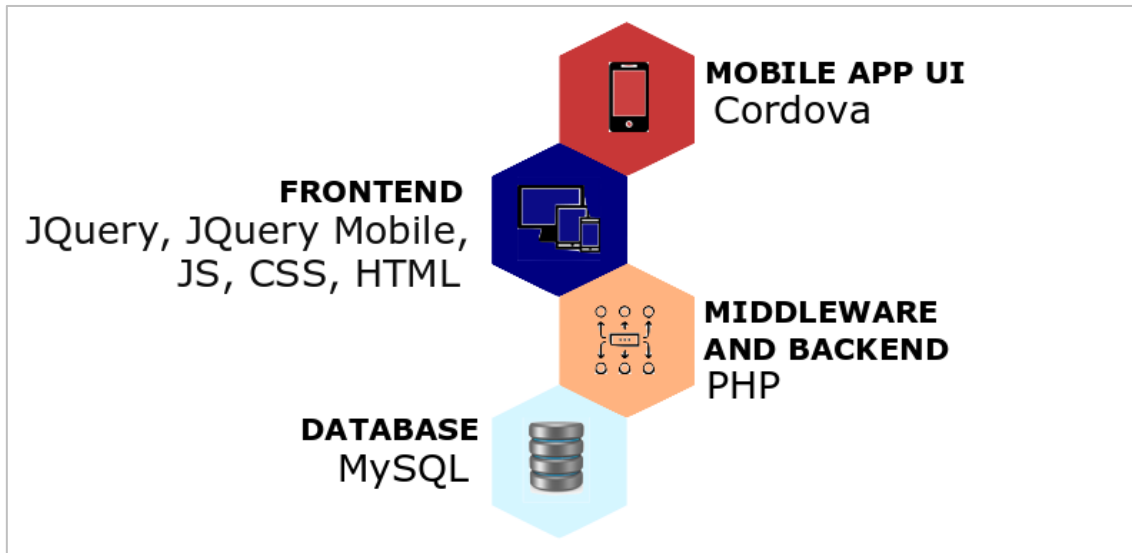 MOBILE APP UI
Cordova
FRONTEND
JQuery, JQuery Mobile,
JS, CSS, HTML
MIDDLEWARE
AND BACKEND
PHP
DATABASE
MySQL